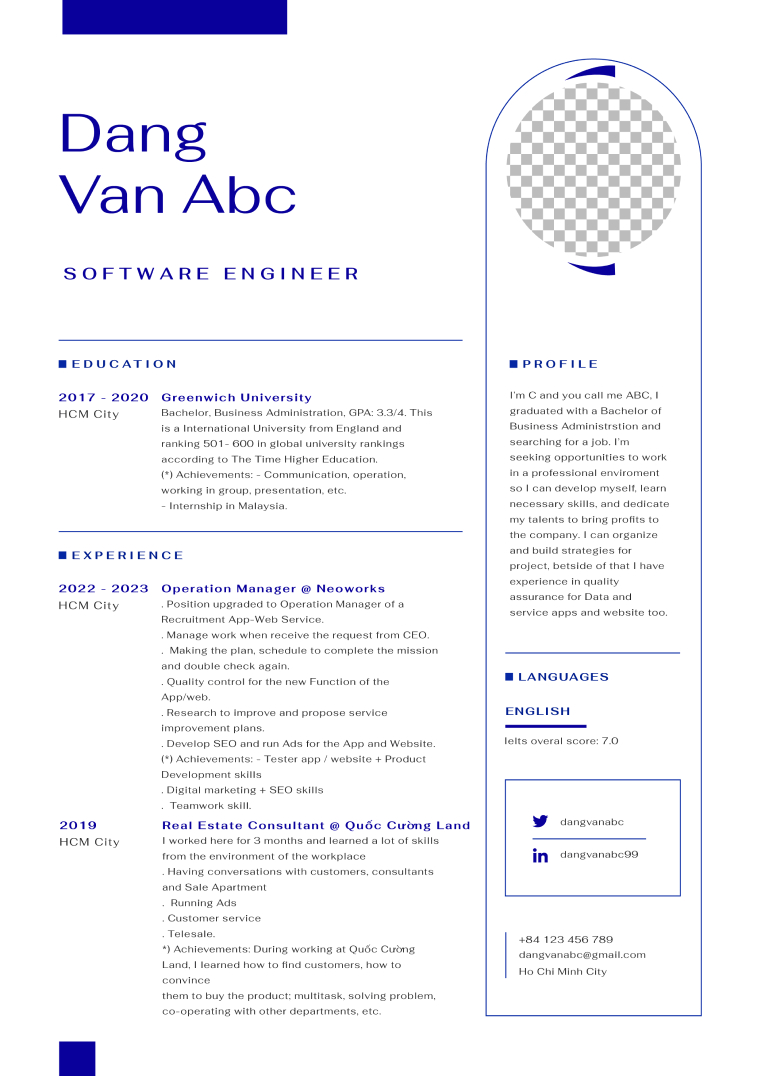 Dang
Van Abc
SOFTWARE ENGINEER
EDUCATION
2017 - 2020 Greenwich University
HCM City
Bachelor, Business Administration, GPA: 3.3/4. This
is a International University from England and
ranking 501- 600 in global university rankings
according to The Time Higher Education.
(*) Achievements: - Communication, operation,
working in group, presentation, etc.
- Internship in Malaysia.
EXPERIENCE
2022 - 2023 Operation Manager @ Neoworks
HCM City
. Position upgraded to Operation Manager of a
Recruitment App-Web Service.
. Manage work when receive the request from CEO.
. Making the plan, schedule to complete the mission
and double check again.
. Quality control for the new Function of the
App/web.
. Research to improve and propose service
improvement plans.
. Develop SEO and run Ads for the App and Website.
(*) Achievements: - Tester app / website + Product
Development skills
. Digital marketing + SEO skills
. Teamwork skill.
2019 Real Estate Consultant @ Quốc Cường Land
HCM City
I worked here for 3 months and learned a lot of skills
from the environment of the workplace
. Having conversations with customers, consultants
and Sale Apartment
. Running Ads
. Customer service
. Telesale.
*) Achievements: During working at Quốc Cường
Land, I learned how to find customers, how to
convince
them to buy the product; multitask, solving problem,
co-operating with other departments, etc.
PROFILE
I'm C and you call me ABC, I
graduated with a Bachelor of
Business Administrstion and
searching for a job. I'm
seeking opportunities to work
in a professional enviroment
so I can develop myself, learn
necessary skills, and dedicate
my talents to bring profits to
the company. I can organize
and build strategies for
project, betside of that I have
experience in quality
assurance for Data and
service apps and website too.
LANGUAGES
ENGLISH
Ielts overal score: 7.0
dangvanabc
dangvanabc99
+84 123 456 789
dangvanabc@gmail.com
Ho Chi Minh City